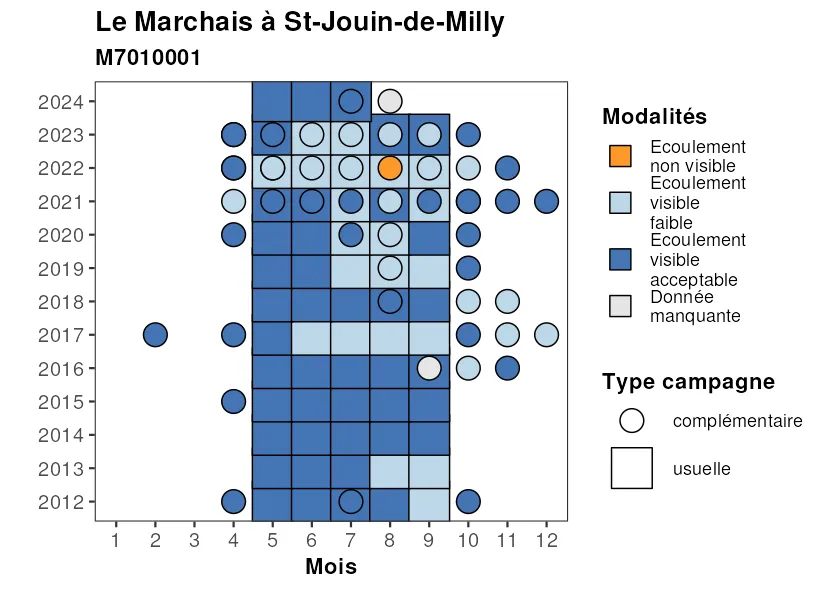 Le Marchais à St-Jouin-de-Milly
M7010001
2024
2023
2022
2021
2020
2019
2018
2017
2016
2015
2014
2013
2012
1 2 3 4 5 6 7 8 9 10 11 12
Mois
Modalités
Ecoulement
non visible
Ecoulement
visible
faible
Ecoulement
visible
acceptable
Donnée
manquante
Type campagne
complémentaire
usuelle